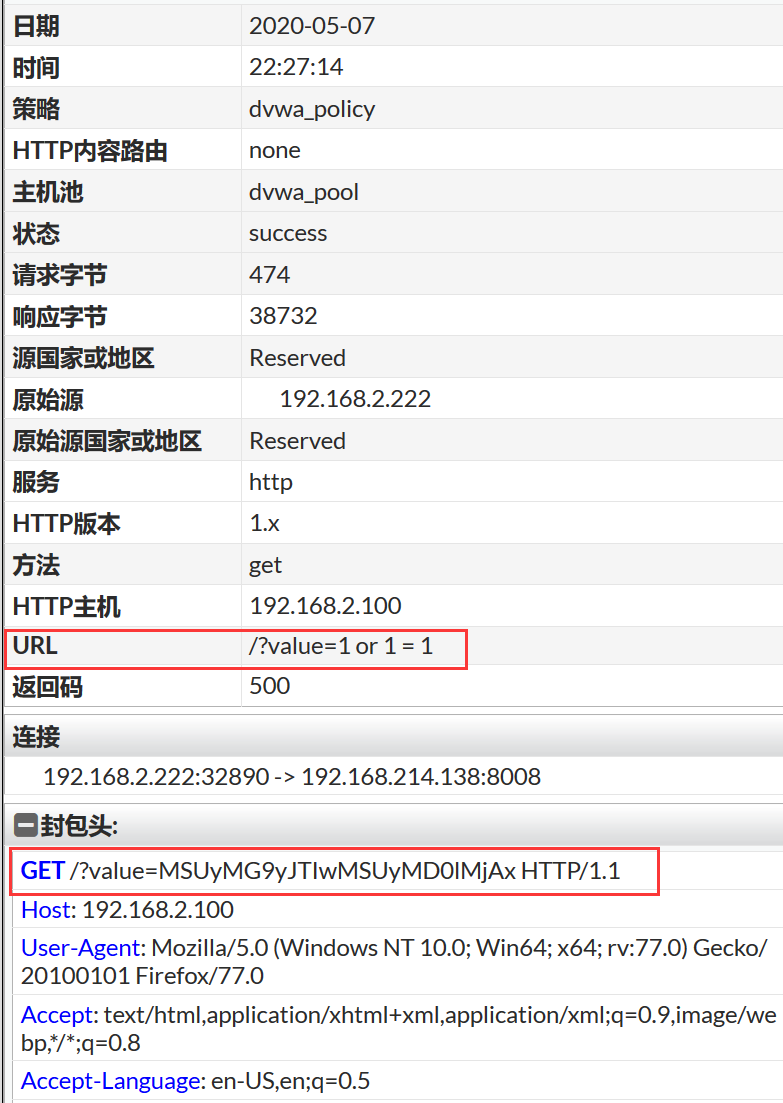 日期 2020-05-07
时间 22:27:14
策略 dvwa_policy
HTTP内容路由 none
主机池 dvwa_pool
状态 success
请求字节 474
响应字节 38732
源国家或地区 Reserved
原始源 192.168.2.222
原始源国家或地区 Reserved
服务 http
HTTP版本 1.x
方法 get
HTTP主机 192.168.2.100
URL /?value=1 or 1 = 1
返回码 500
连接
192.168.2.222:32890 -> 192.168.214.138:8008
封包头:
GET /?value=MSUyMG9yJTIwMSUyMD0lMjAx HTTP/1.1
Host: 192.168.2.100
User-Agent: Mozilla/5.0 (Windows NT 10.0; Win64; x64; rv:77.0) Gecko/
20100101 Firefox/77.0
Accept: text/html,application/xhtml+xml,application/xml;q=0.9,image/we
bp,*/*;q=0.8
Accept-Language: en-US,en;q=0.5